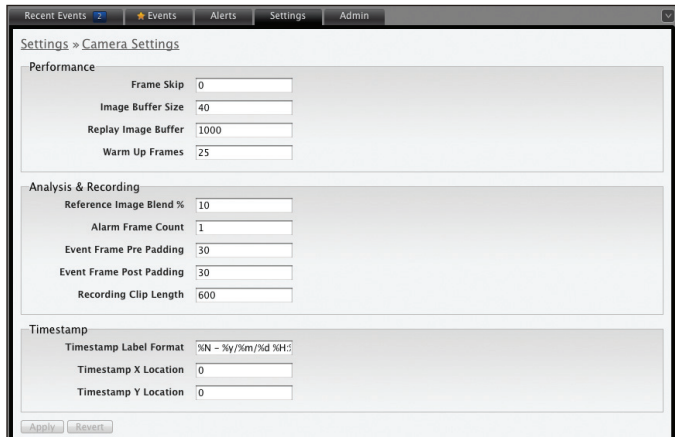 Recent Events 2 Events Alerts Settings Admin
Settings » Camera Settings
Performance
Frame Skip 0
Image Buffer Size 40
Replay Image Buffer 1000
Warm Up Frames 25
Analysis & Recording
Reference Image Blend % 10
Alarm Frame Count 1
Event Frame Pre Padding 30
Event Frame Post Padding 30
Recording Clip Length 600
Timestamp
Timestamp Label Format %N - %y/%m/%d %H:
Timestamp X Location 0
Timestamp Y Location 0
Apply Revert